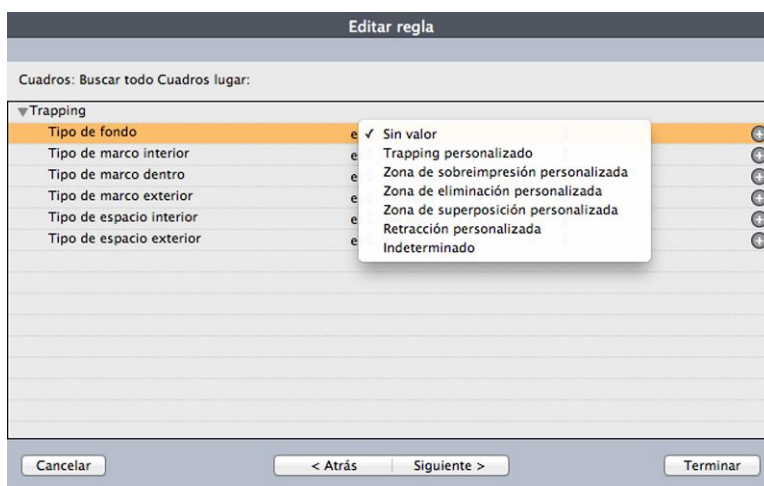 Editar regla
Cuadros: Buscar todo Cuadros lugar:
Trapping
Tipo de fondo e ✓ Sin valor
Tipo de marco interior e Trapping personalizado
Tipo de marco dentro e Zona de sobreimpresión personalizada
Tipo de marco exterior e Zona de eliminación personalizada
Tipo de espacio interior e Zona de superposición personalizada
Tipo de espacio exterior e Retracción personalizada
Indeterminado
Cancelar < Atrás Siguiente > Terminar